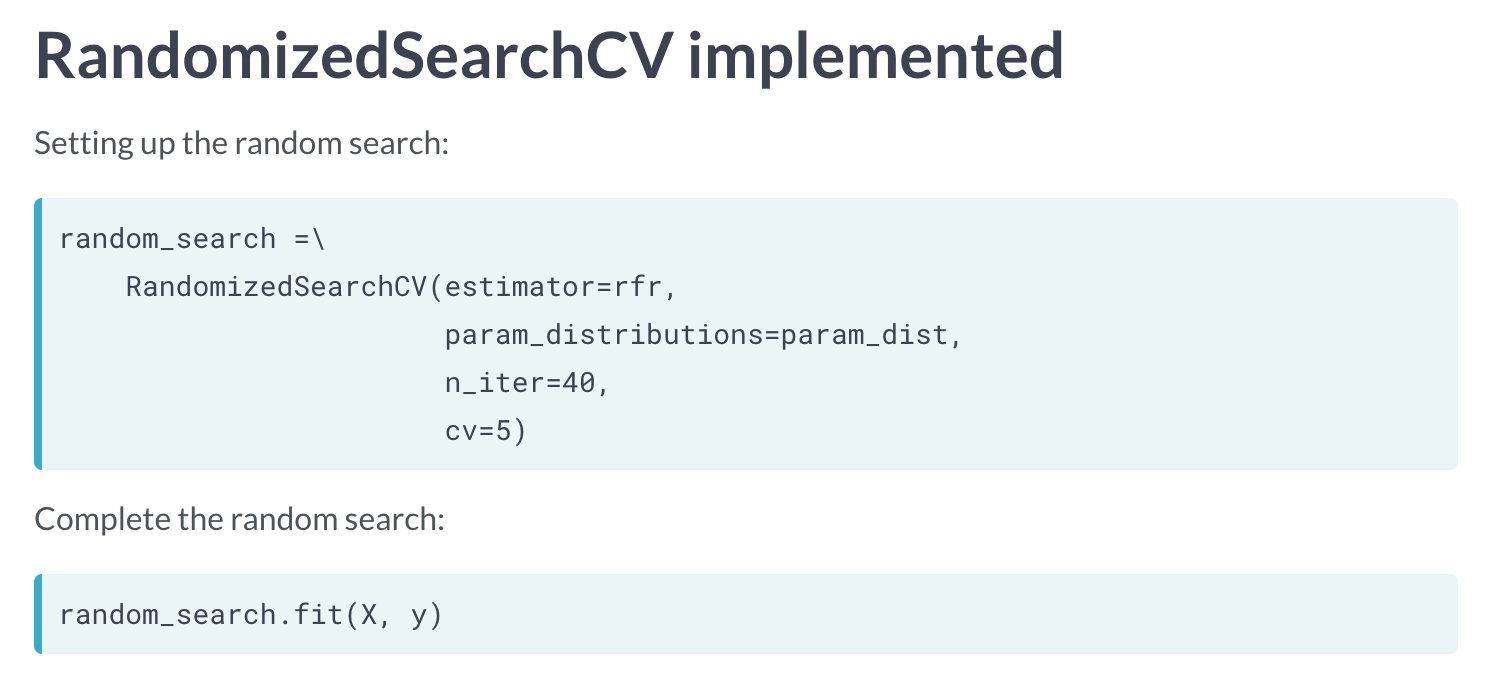 RandomizedSearchCV implemented
Setting up the random search:
random_search =\
    RandomizedSearchCV(estimator=rfr,
                       param_distributions=param_dist,
                       n_iter=40,
                       cv=5)
Complete the random search:
random_search.fit(X, y)